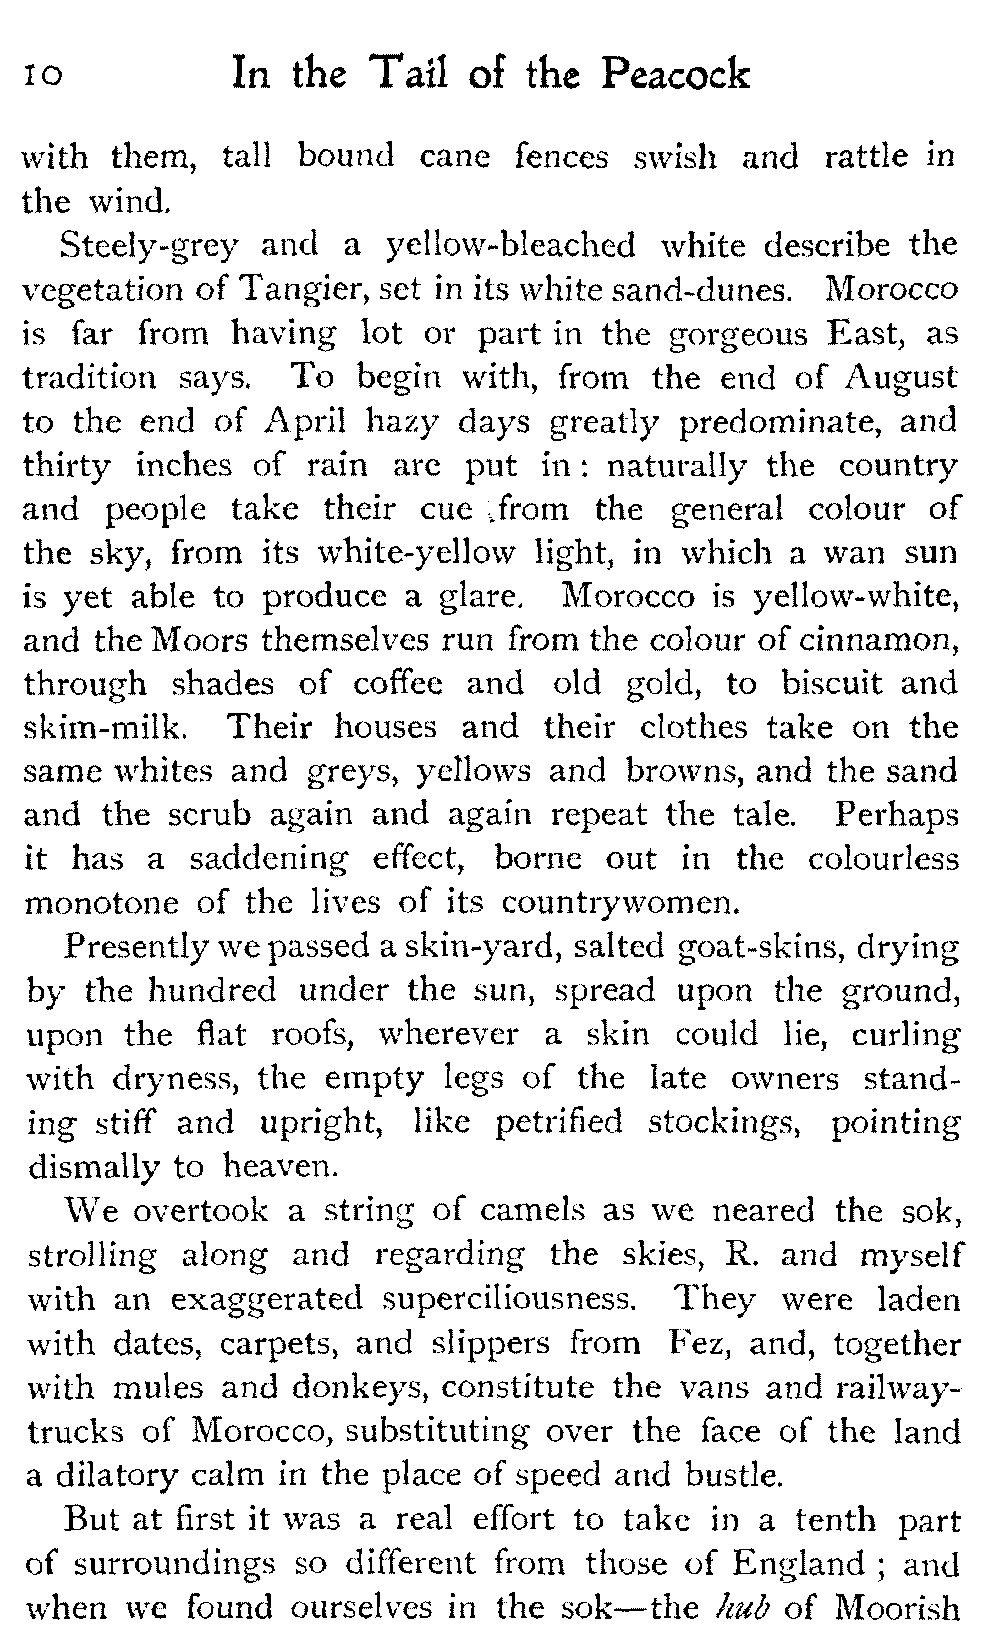 10 In the Tail of the Peacock
with them, tall bound cane fences swish and rattle in
the wind.
Steely-grey and a yellow-bleached white describe the
vegetation of Tangier, set in its white sand-dunes. Morocco
is far from having lot or part in the gorgeous East, as
tradition says. To begin with, from the end of August
to the end of April hazy days greatly predominate, and
thirty inches of rain are put in : naturally the country
and people take their cue from the general colour of
the sky, from its white-yellow light, in which a wan sun
is yet able to produce a glare. Morocco is yellow-white,
and the Moors themselves run from the colour of cinnamon,
through shades of coffee and old gold, to biscuit and
skim-milk. Their houses and their clothes take on the
same whites and greys, yellows and browns, and the sand
and the scrub again and again repeat the tale. Perhaps
it has a saddening effect, borne out in the colourless
monotone of the lives of its countrywomen.
Presently we passed a skin-yard, salted goat-skins, drying
by the hundred under the sun, spread upon the ground,
upon the flat roofs, wherever a skin could lie, curling
with dryness, the empty legs of the late owners stand-
ing stiff and upright, like petrified stockings, pointing
dismally to heaven.
We overtook a string of camels as we neared the sok,
strolling along and regarding the skies, R. and myself
with an exaggerated superciliousness. They were laden
with dates, carpets, and slippers from Fez, and, together
with mules and donkeys, constitute the vans and railway-
trucks of Morocco, substituting over the face of the land
a dilatory calm in the place of speed and bustle.
But at first it was a real effort to take in a tenth part
of surroundings so different from those of England ; and
when we found ourselves in the sok—the hub of Moorish